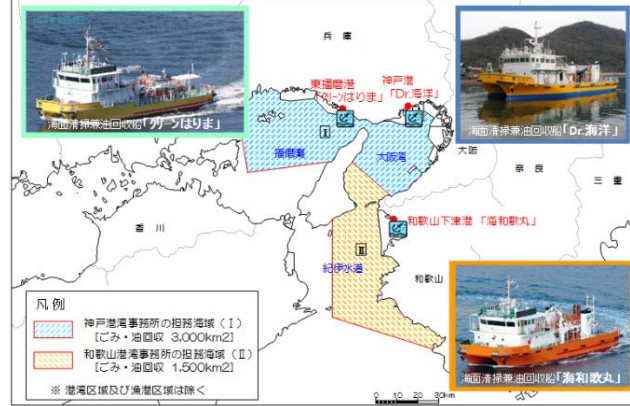 海面清掃兼油回収船「クリーンはりま」
兵 庫
東播磨港
「クリーンはりま」
神戸港
「Dr.海洋」
海面清掃兼油回収船「Dr.海洋」
Ⅰ
播磨灘
大阪湾
大 阪
奈 良
三 重
香 川
和歌山下津港 「海和歌丸」
Ⅱ
紀伊水道
和歌山
凡 例
神戸港湾事務所の担務海域(Ⅰ)
[ごみ・油回収 3,000km2]
和歌山港湾事務所の担務海域(Ⅱ)
[ごみ・油回収 1,500km2]
※ 港湾区域及び漁港区域は除く
海面清掃兼油回収船「海和歌丸」
0 10 20 30km